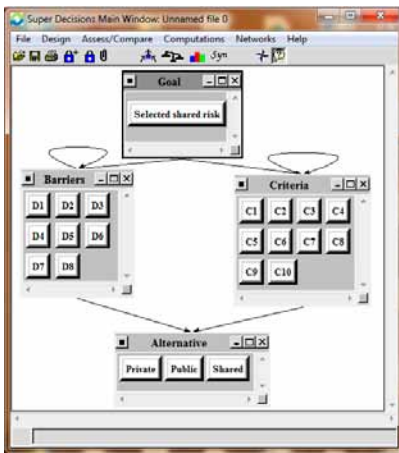 Super Decisions Main Window: Unnamed file 0
File Design Assess/Compare Computations Networks Help
Syn
Goal
Selected shared risk
Barriers
D1 D2 D3
D4 D5 D6
D7 D8
Criteria
C1 C2 C3 C4
C5 C6 C7 C8
C9 C10
Alternative
Private Public Shared